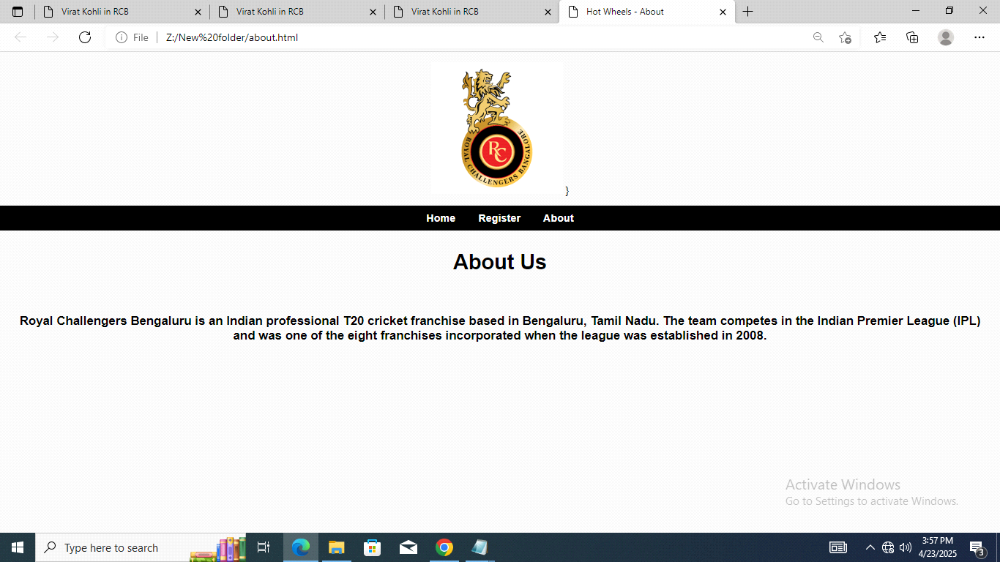 Virat Kohli in RCB
Virat Kohli in RCB
Virat Kohli in RCB
Hot Wheels - About
File
Z:/New%20folder/about.html
ROYAL CHALLENGERS BANGALORE
RC
}
Home Register About
About Us
Royal Challengers Bengaluru is an Indian professional T20 cricket franchise based in Bengaluru, Tamil Nadu. The team competes in the Indian Premier League (IPL)
and was one of the eight franchises incorporated when the league was established in 2008.
Activate Windows
Go to Settings to activate Windows.
Type here to search
3:57 PM
4/23/2025
3